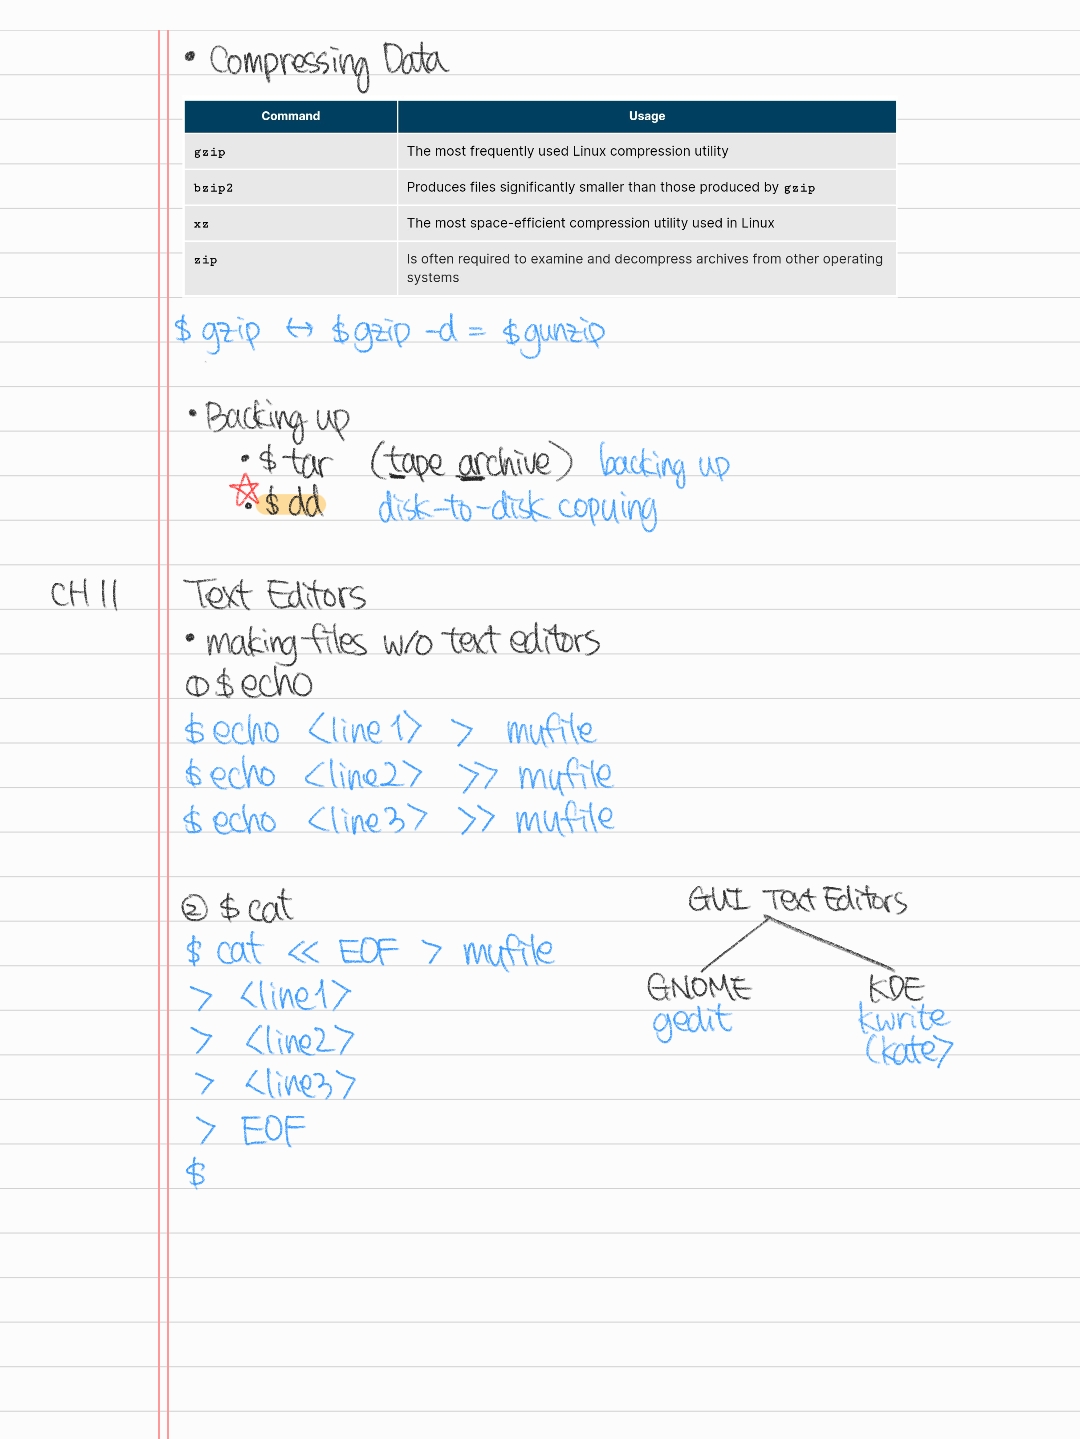 • Compressing Data
Command Usage
gzip The most frequently used Linux compression utility
bzip2 Produces files significantly smaller than those produced by gzip
xz The most space-efficient compression utility used in Linux
zip Is often required to examine and decompress archives from other operating
systems
$ gzip ↔ $ gzip -d = $ gunzip
• Backing up
• $ tar (tape archive) backing up
☆ • $ dd disk-to-disk copying
CH 11 Text Editors
• making files w/o text editors
① $ echo
$ echo <line1> > myfile
$ echo <line2> >> myfile
$ echo <line3> >> myfile
② $ cat
$ cat << EOF > myfile
> <line1>
> <line2>
> <line3>
> EOF
$
GUI Text Editors
GNOME KDE
gedit kwrite
(kate>